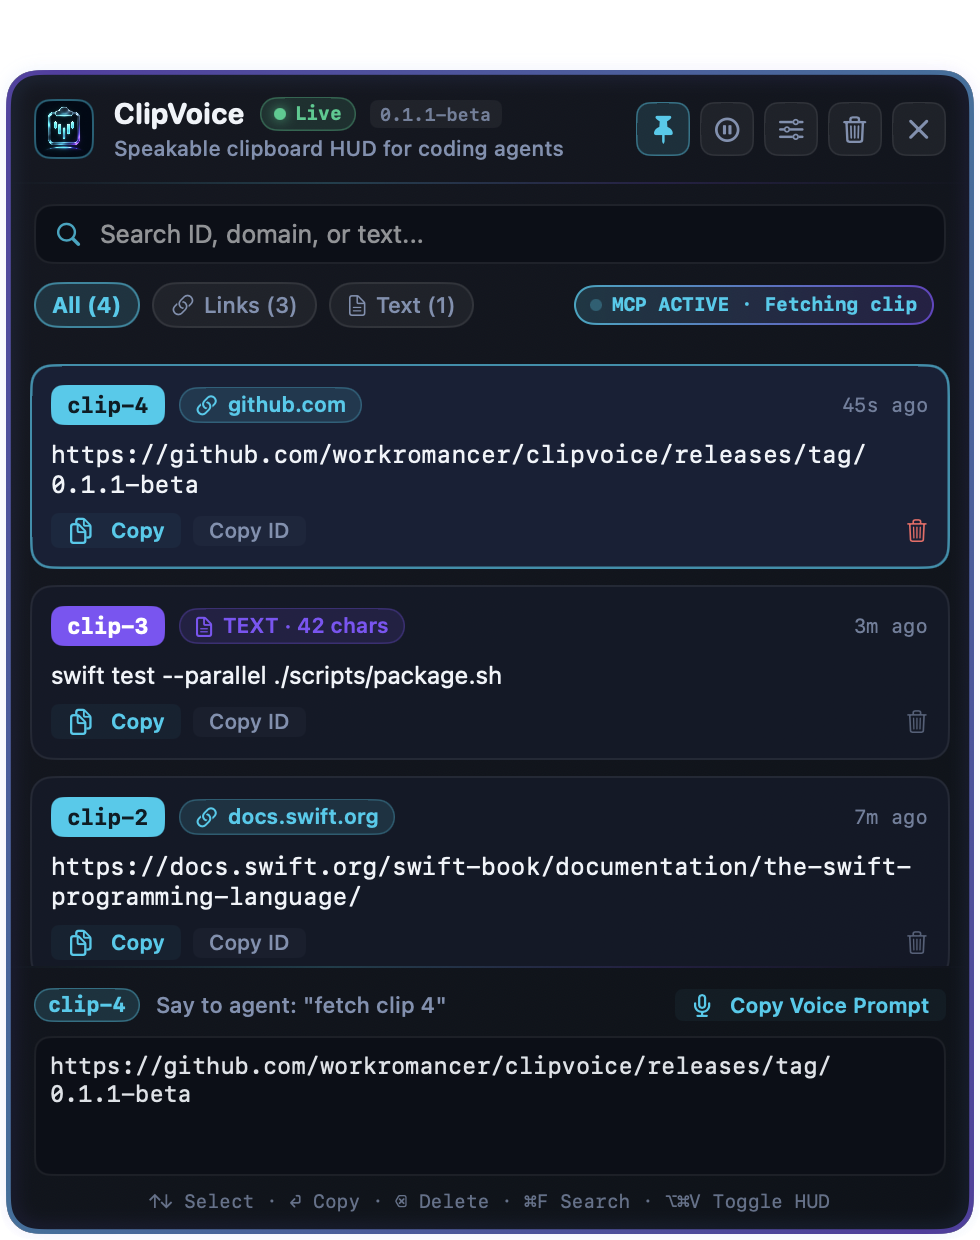 ClipVoice Live 0.1.1-beta
Speakable clipboard HUD for coding agents
Search ID, domain, or text...
All (4) Links (3) Text (1) MCP ACTIVE · Fetching clip
clip-4 github.com 45s ago
https://github.com/workromancer/clipvoice/releases/tag/
0.1.1-beta
Copy Copy ID
clip-3 TEXT · 42 chars 3m ago
swift test --parallel ./scripts/package.sh
Copy Copy ID
clip-2 docs.swift.org 7m ago
https://docs.swift.org/swift-book/documentation/the-swift-
programming-language/
Copy Copy ID
clip-4 Say to agent: "fetch clip 4" Copy Voice Prompt
https://github.com/workromancer/clipvoice/releases/tag/
0.1.1-beta
↑↓ Select · ↩ Copy · ⌫ Delete · ⌘F Search · ⌥⌘V Toggle HUD